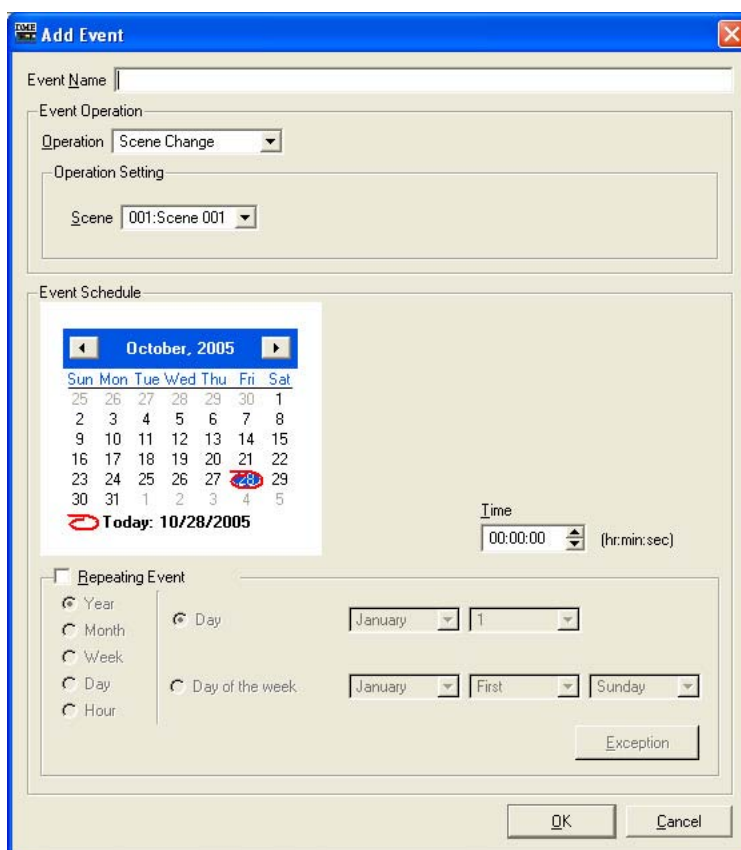 DME
Add Event
Event Name
Event Operation
Operation Scene Change
Operation Setting
Scene 001:Scene 001
Event Schedule
October, 2005
Sun Mon Tue Wed Thu Fri Sat
25 26 27 28 29 30 1
2 3 4 5 6 7 8
9 10 11 12 13 14 15
16 17 18 19 20 21 22
23 24 25 26 27 28 29
30 31 1 2 3 4 5
Today: 10/28/2005
Time
00:00:00 (hr:min:sec)
Repeating Event
Year
Month
Week
Day
Hour
Day January 1
Day of the week January First Sunday
Exception
OK Cancel